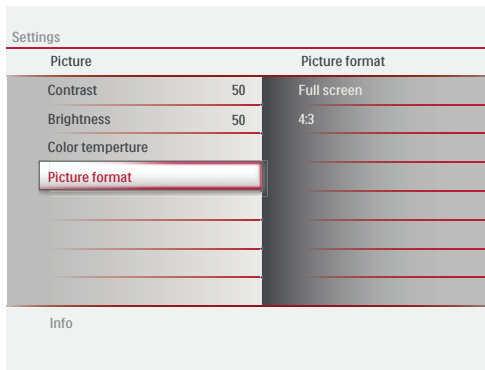 Settings
Picture Picture format
Contrast 50 Full screen
Brightness 50 4:3
Color temperture
Picture format
Info